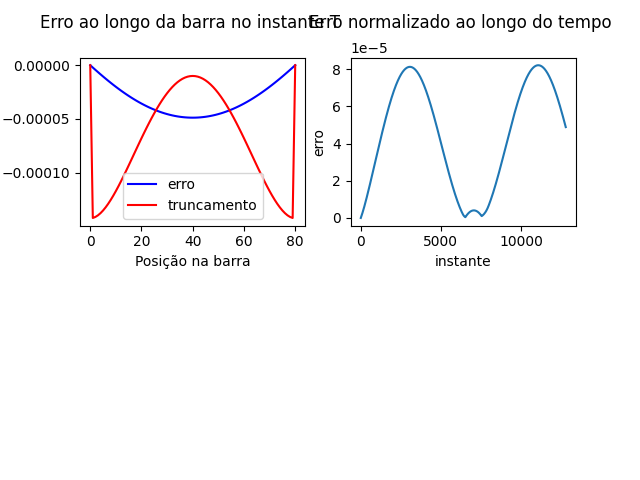 Erro ao longo da barra no instante T
Erro normalizado ao longo do tempo
0.00000
−0.00005
−0.00010
erro
truncamento
0 20 40 60 80
Posição na barra
1e−5
8
6
4
2
0
erro
0 5000 10000
instante